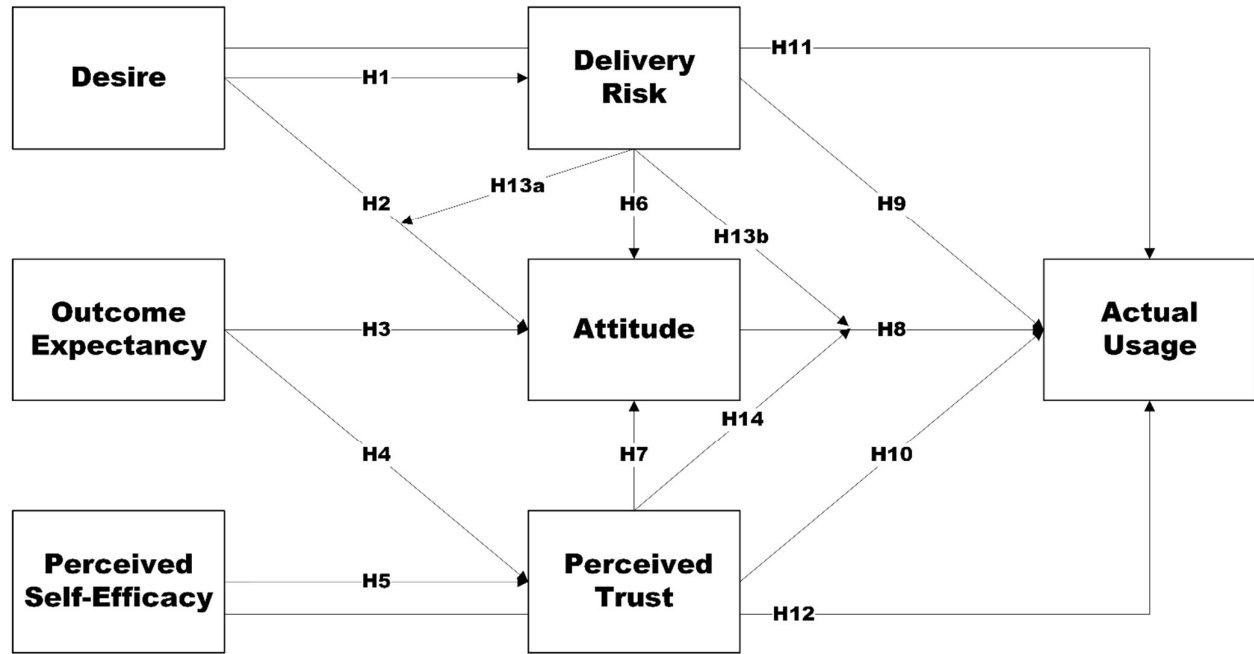 Desire
Delivery
Risk
H11
H1
H13a
H2
H6
H9
H13b
Outcome
Expectancy
H3
Attitude
H8
Actual
Usage
H14
H4
H7
H10
Perceived
Self-Efficacy
H5
Perceived
Trust
H12